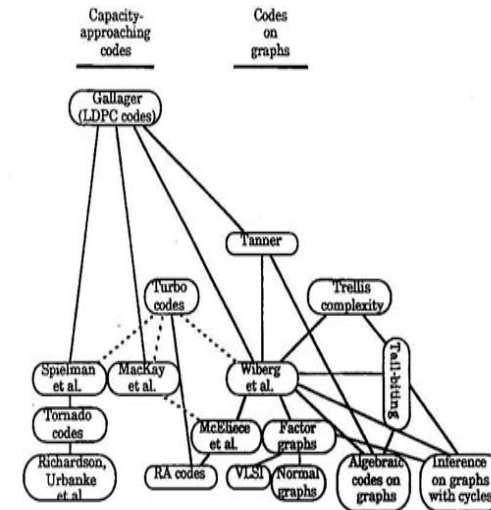 Capacity-
approaching
codes
Codes
on
graphs
Gallager
(LDPC codes)
Tanner
Turbo
codes
Trellis
complexity
Tail-biting
Spielman
et al.
MacKay
et al.
Wiberg
et al.
Tornado
codes
McEliece
et al.
Factor
graphs
Richardson,
Urbanke
et al
RA codes
VLSI
Normal
graphs
Algebraic
codes on
graphs
Inference
on graphs
with cycles